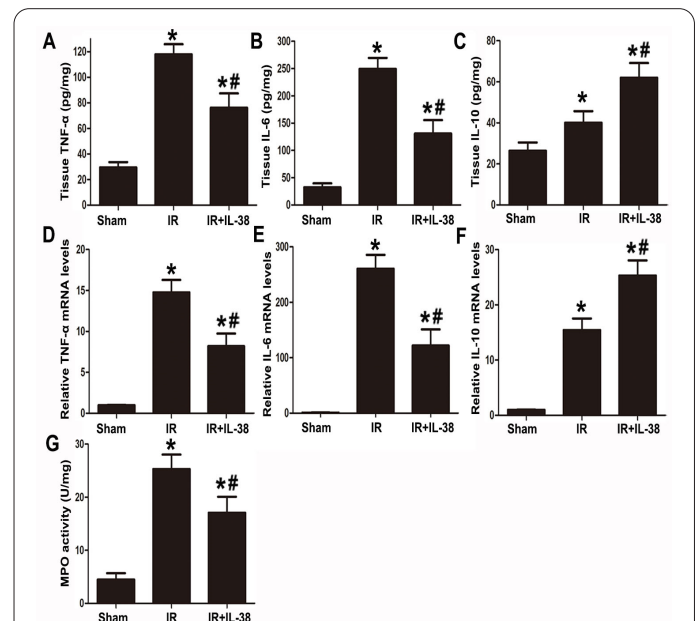 A
Tissue TNF-α (pg/mg)
120
100
80
60
40
20
0
*
*#
Sham IR IR+IL-38
B
Tissue IL-6 (pg/mg)
300
250
200
150
100
50
0
*
*#
Sham IR IR+IL-38
C
Tissue IL-10 (pg/mg)
80
60
40
20
0
*
*#
Sham IR IR+IL-38
D
Relative TNF-α mRNA levels
20
15
10
5
0
*
*#
Sham IR IR+IL-38
E
Relative IL-6 mRNA levels
300
200
100
0
*
*#
Sham IR IR+IL-38
F
Relative IL-10 mRNA levels
30
20
10
0
*
*#
Sham IR IR+IL-38
G
MPO activity (U/mg)
30
20
10
0
*
*#
Sham IR IR+IL-38